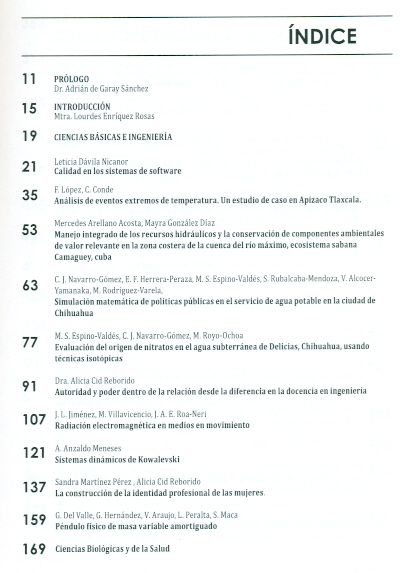 ÍNDICE
11 PRÓLOGO
Dr. Adrián de Garay Sánchez
15 INTRODUCCIÓN
Mtra. Lourdes Enríquez Rosas
19 CIENCIAS BÁSICAS E INGENIERÍA
21 Leticia Dávila Nicanor
Calidad en los sistemas de software
35 F. López, C. Conde
Análisis de eventos extremos de temperatura. Un estudio de caso en Apizaco Tlaxcala.
53 Mercedes Arellano Acosta, Mayra González Díaz
Manejo integrado de los recursos hidráulicos y la conservación de componentes ambientales
de valor relevante en la zona costera de la cuenca del río máximo, ecosistema sabana
Camaguey, cuba
63 C. J. Navarro-Gómez, E. F. Herrera-Peraza, M. S. Espino-Valdés, S. Robalcaba-Mendoza, V. Alcocer-
Yamanaka, M. Rodríguez-Varela,
Simulación matemática de políticas públicas en el servicio de agua potable en la ciudad de
Chihuahua
77 M. S. Espino-Valdés, C. J. Navarro-Gómez, M. Royo-Ochoa
Evaluación del origen de nitratos en el agua subterránea de Delicias, Chihuahua, usando
técnicas isotópicas
91 Dra. Alicia Cid Reborido
Autoridad y poder dentro de la relación desde la diferencia en la docencia en ingeniería
107 J. L. Jiménez, M. Villavicencio, J. A. E. Roa-Neri
Radiación electromagnética en medios en movimiento
121 A. Anzaldo Meneses
Sistemas dinámicos de Kowalevski
137 Sandra Martínez Pérez , Alicia Cid Reborido
La construcción de la identidad profesional de las mujeres.
159 G. Del Valle, G. Hernández, V. Araujo, L. Peralta, S. Maca
Péndulo físico de masa variable amortiguado
169 Ciencias Biológicas y de la Salud